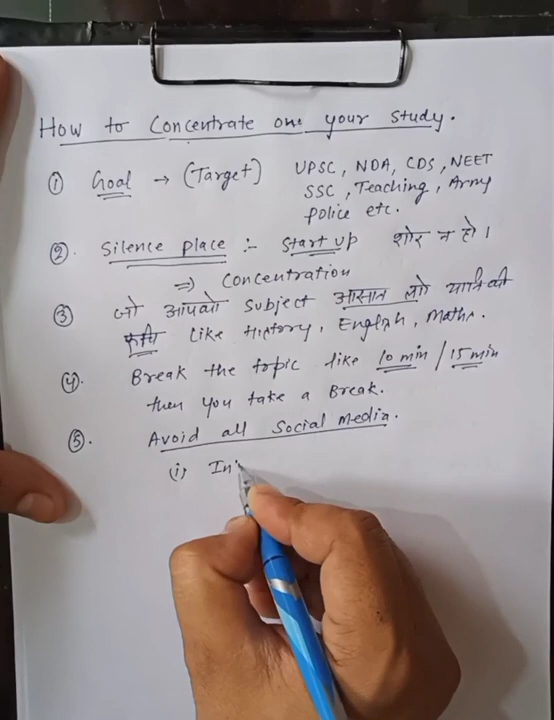 How to Concentrate on your study.
① Goal → (Target) UPSC, NDA, CDS, NEET
SSC, Teaching, Army
police etc.
②. Silence place :- Start up शोर न हो।
⇒ Concentration
③ जो आपको Subject आसान लगे यानि की
रूचि Like History, English, Maths.
④. Break the topic like 10 min / 15 min
then you take a Break.
⑤. Avoid all Social Media.
(i) In